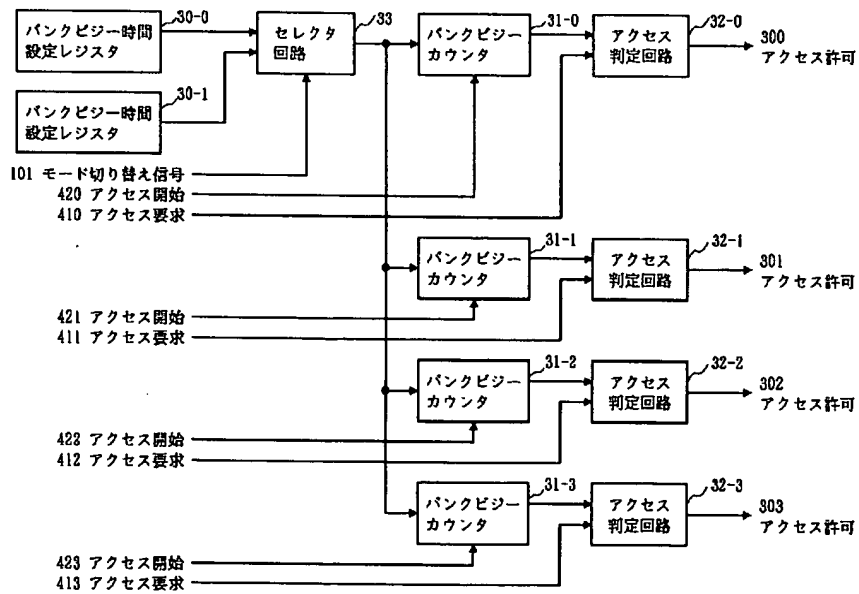 30-0
バンクビジー時間
設定レジスタ
33
セレクタ
回路
31-0
バンクビジー
カウンタ
32-0
アクセス
判定回路
300
アクセス許可
30-1
バンクビジー時間
設定レジスタ
101 モード切り替え信号
420 アクセス開始
410 アクセス要求
31-1
バンクビジー
カウンタ
32-1
アクセス
判定回路
301
アクセス許可
421 アクセス開始
411 アクセス要求
31-2
バンクビジー
カウンタ
32-2
アクセス
判定回路
302
アクセス許可
422 アクセス開始
412 アクセス要求
31-3
バンクビジー
カウンタ
32-3
アクセス
判定回路
303
アクセス許可
423 アクセス開始
413 アクセス要求